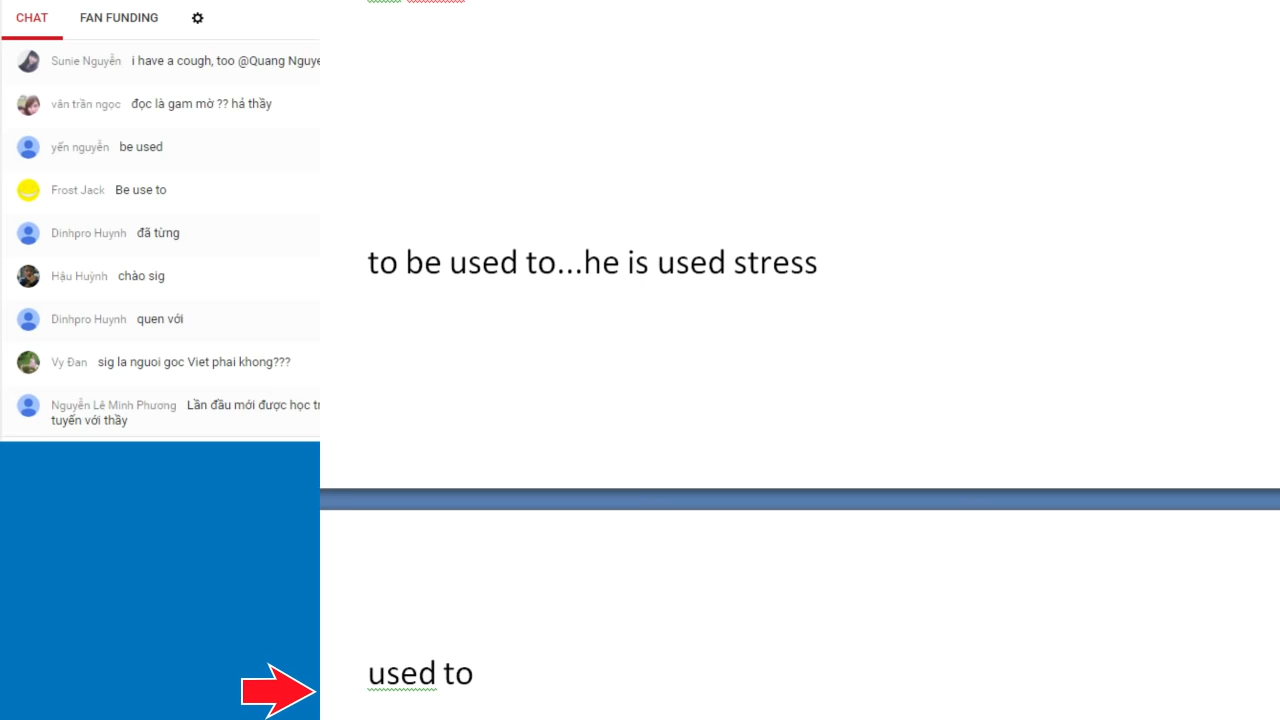 CHAT FAN FUNDING
Sunie Nguyễn i have a cough, too @Quang Nguye
vân trần ngọc đọc là gam mờ ?? hả thầy
yến nguyễn be used
Frost Jack Be use to
Dinhpro Huynh đã từng
Hậu Huỳnh chào sig
Dinhpro Huynh quen với
Vy Đan sig la nguoi goc Viet phai khong???
Nguyễn Lê Minh Phương Lần đầu mới được học tr
tuyến với thầy
to be used to...he is used stress
used to